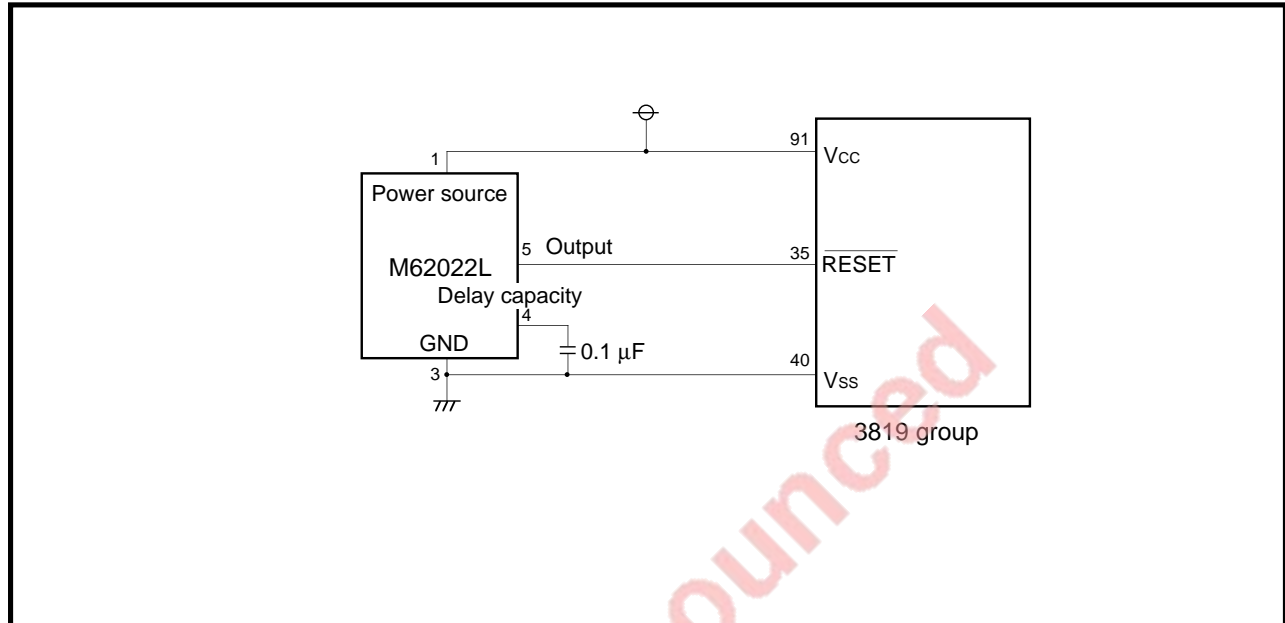 91
VCC
1
Power source
5 Output
35
RESET
M62022L
Delay capacity
4
GND
0.1 μF
40
VSS
3
3819 group
ounced